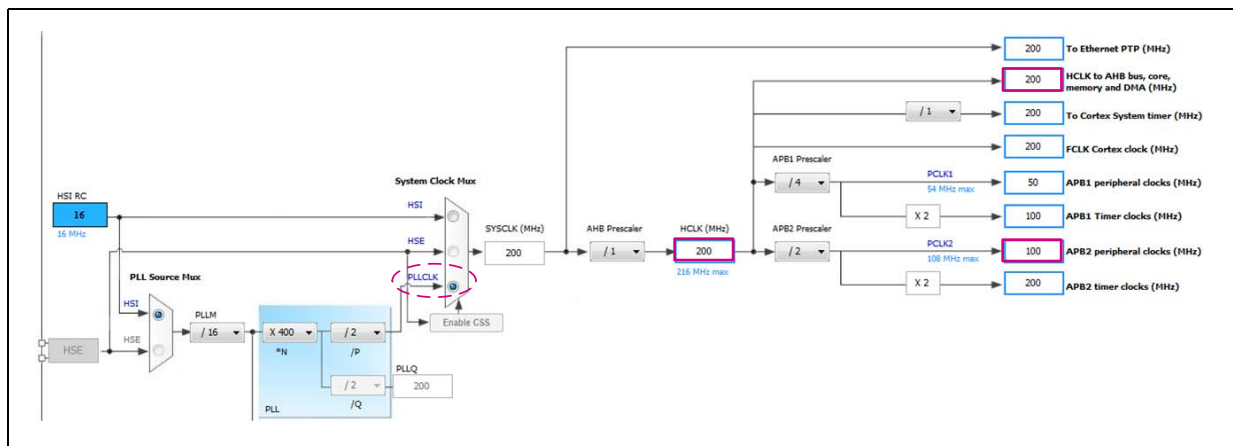 200
To Ethernet PTP (MHz)
200
HCLK to AHB bus, core,
memory and DMA (MHz)
/ 1
200
To Cortex System timer (MHz)
200
FCLK Cortex clock (MHz)
APB1 Prescaler
HSI RC
16
16 MHz
System Clock Mux
HSI
/ 4
PCLK1
54 MHz max
50
APB1 peripheral clocks (MHz)
X 2
100
APB1 Timer clocks (MHz)
SYSCLK (MHz)
AHB Prescaler
HCLK (MHz)
APB2 Prescaler
HSE
200
/ 1
200
216 MHz max
/ 2
PCLK2
108 MHz max
100
APB2 peripheral clocks (MHz)
PLLCLK
X 2
200
APB2 timer clocks (MHz)
PLL Source Mux
HSI
PLLM
Enable CSS
HSE
HSE
/ 16
X 400
*N
/ 2
/P
PLLQ
/ 2
200
/Q
PLL